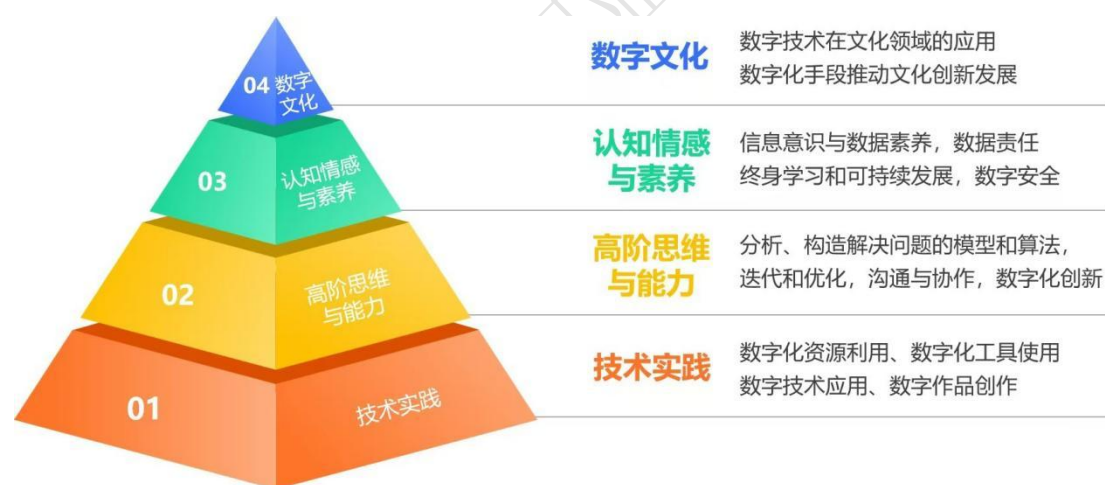 04 数字
文化
数字文化
数字技术在文化领域的应用
数字化手段推动文化创新发展
03
认知情感
与素养
认知情感
与素养
信息意识与数据素养，数据责任
终身学习和可持续发展，数字安全
02
高阶思维
与能力
高阶思维
与能力
分析、构造解决问题的模型和算法，
迭代和优化，沟通与协作，数字化创新
01
技术实践
技术实践
数字化资源利用、数字化工具使用
数字技术应用、数字作品创作